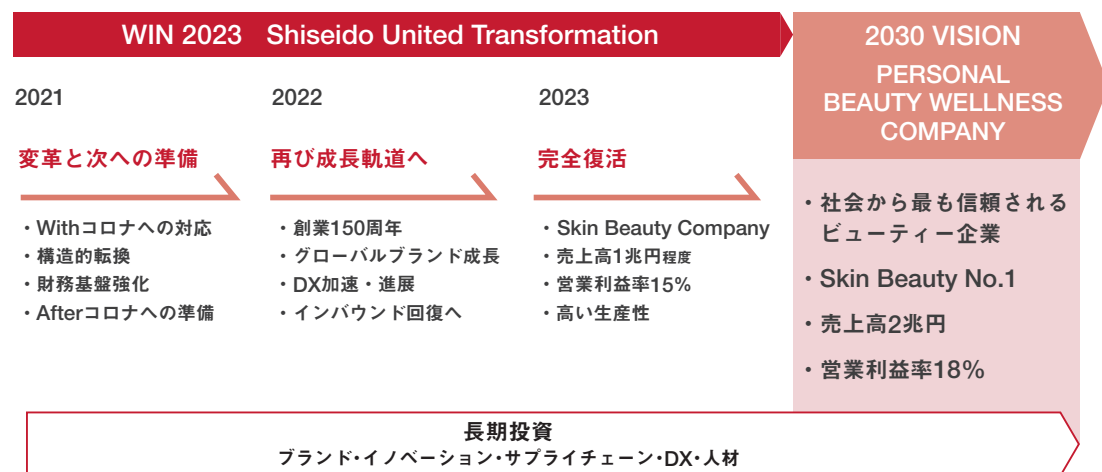 WIN 2023 Shiseido United Transformation
2030 VISION
PERSONAL
BEAUTY WELLNESS
COMPANY
2021
変革と次への準備
・Withコロナへの対応
・構造的転換
・財務基盤強化
・Afterコロナへの準備
2022
再び成長軌道へ
・創業150周年
・グローバルブランド成長
・DX加速・進展
・インバウンド回復へ
2023
完全復活
・Skin Beauty Company
・売上高1兆円程度
・営業利益率15%
・高い生産性
・社会から最も信頼される
ビューティー企業
・Skin Beauty No.1
・売上高2兆円
・営業利益率18%
長期投資
ブランド・イノベーション・サプライチェーン・DX・人材